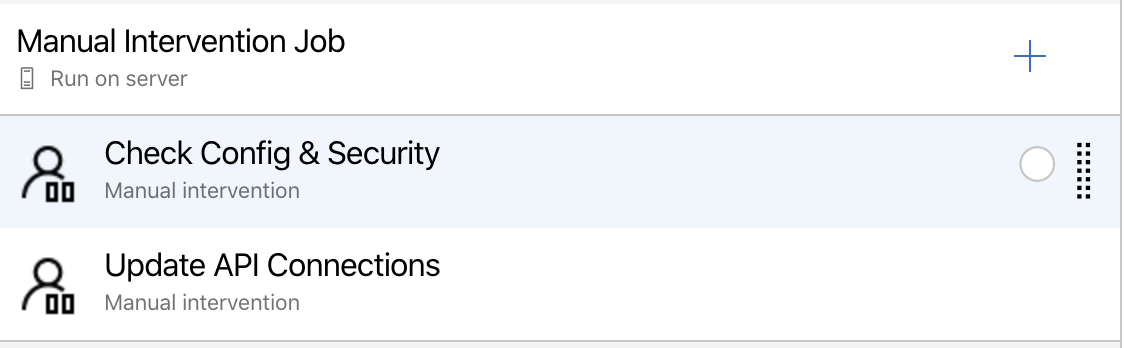 Manual Intervention Job
Run on server
Check Config & Security
Manual intervention
Update API Connections
Manual intervention